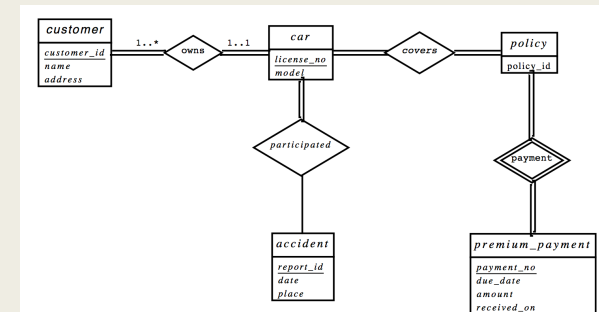 customer
customer_id
name
address
1..*
owns
1..1
car
license_no
model
covers
policy
policy_id
participated
payment
accident
report_id
date
place
premium_payment
payment_no
due_date
amount
received_on